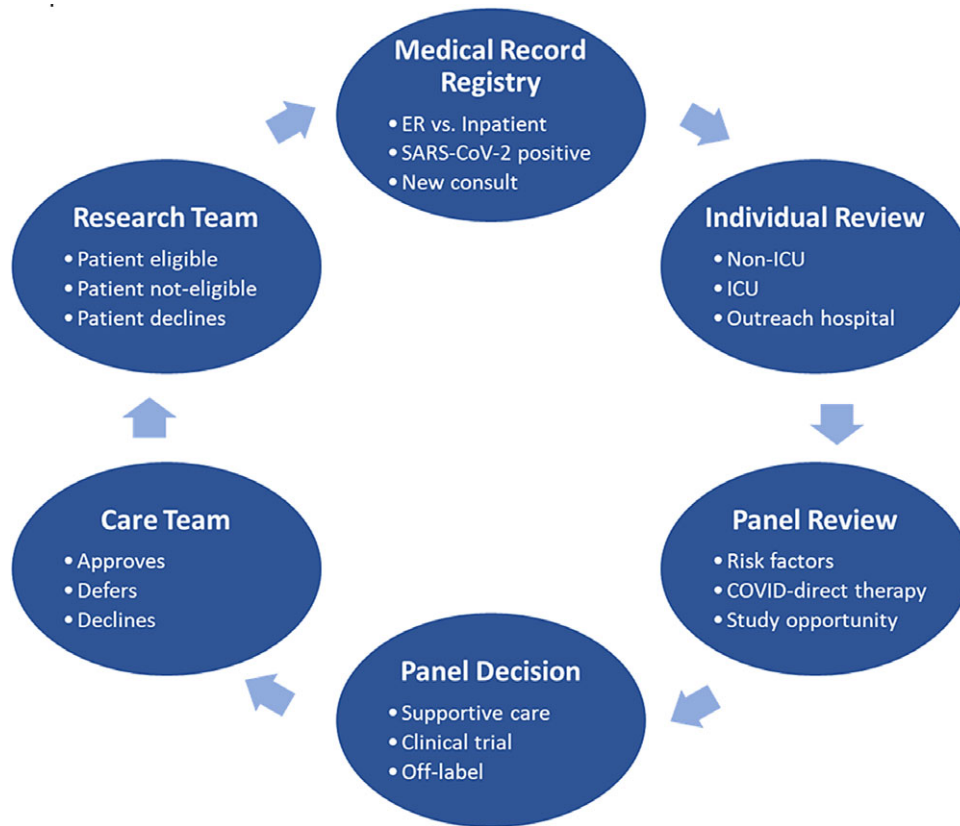 Medical Record
Registry
• ER vs. Inpatient
• SARS-CoV-2 positive
• New consult
Individual Review
• Non-ICU
• ICU
• Outreach hospital
Panel Review
• Risk factors
• COVID-direct therapy
• Study opportunity
Panel Decision
• Supportive care
• Clinical trial
• Off-label
Care Team
• Approves
• Defers
• Declines
Research Team
• Patient eligible
• Patient not-eligible
• Patient declines